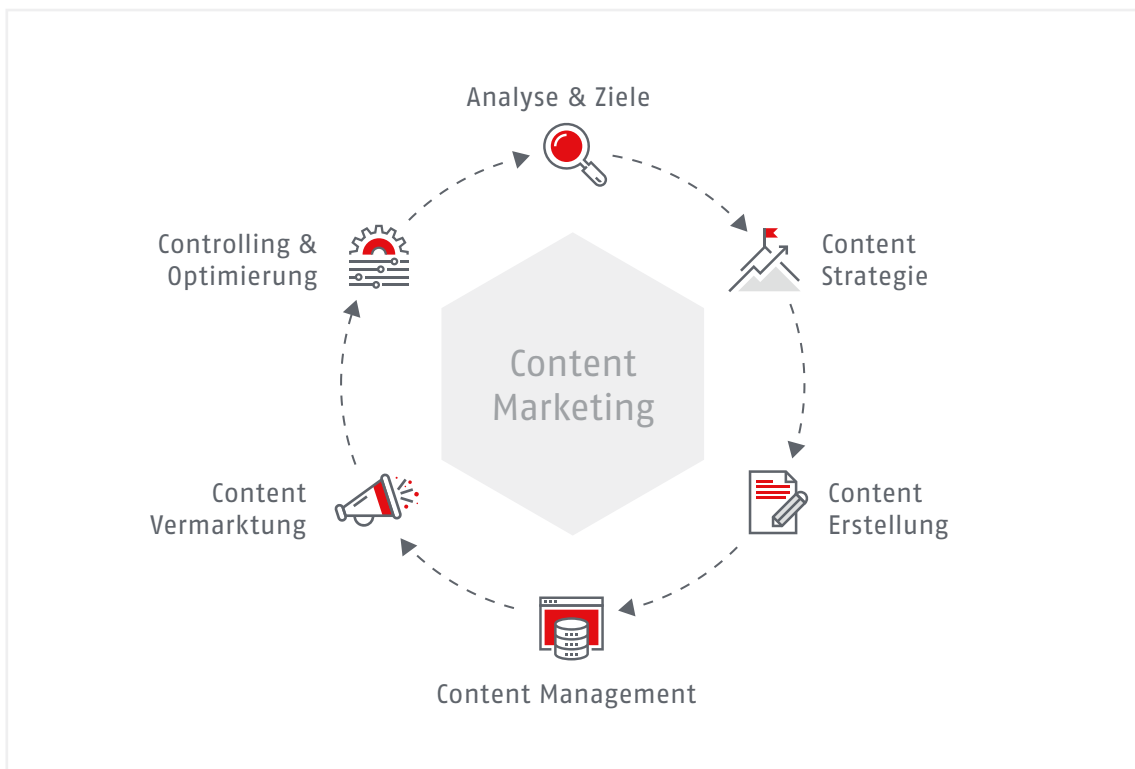 Analyse & Ziele
Content
Strategie
Content
Erstellung
Content Management
Content
Vermarktung
Controlling &
Optimierung
Content
Marketing